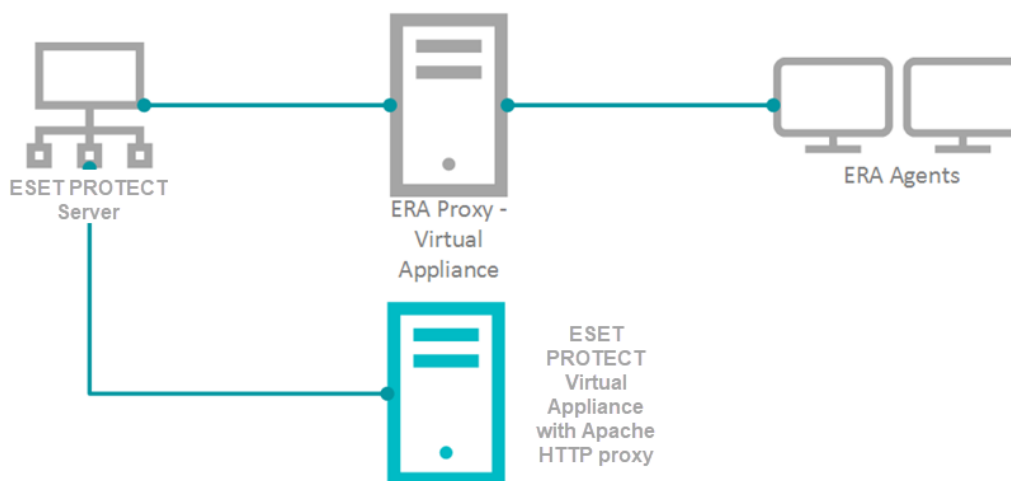 ESET PROTECT
Server
ERA Proxy -
Virtual
Appliance
ERA Agents
ESET
PROTECT
Virtual
Appliance
with Apache
HTTP proxy